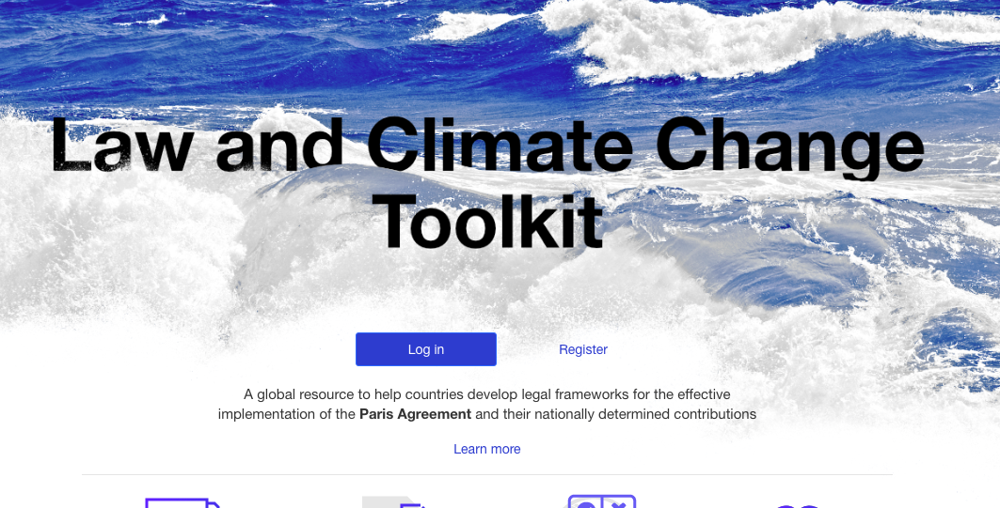 Law and Climate Change
Toolkit
Log in
Register
A global resource to help countries develop legal frameworks for the effective
implementation of the Paris Agreement and their nationally determined contributions
Learn more